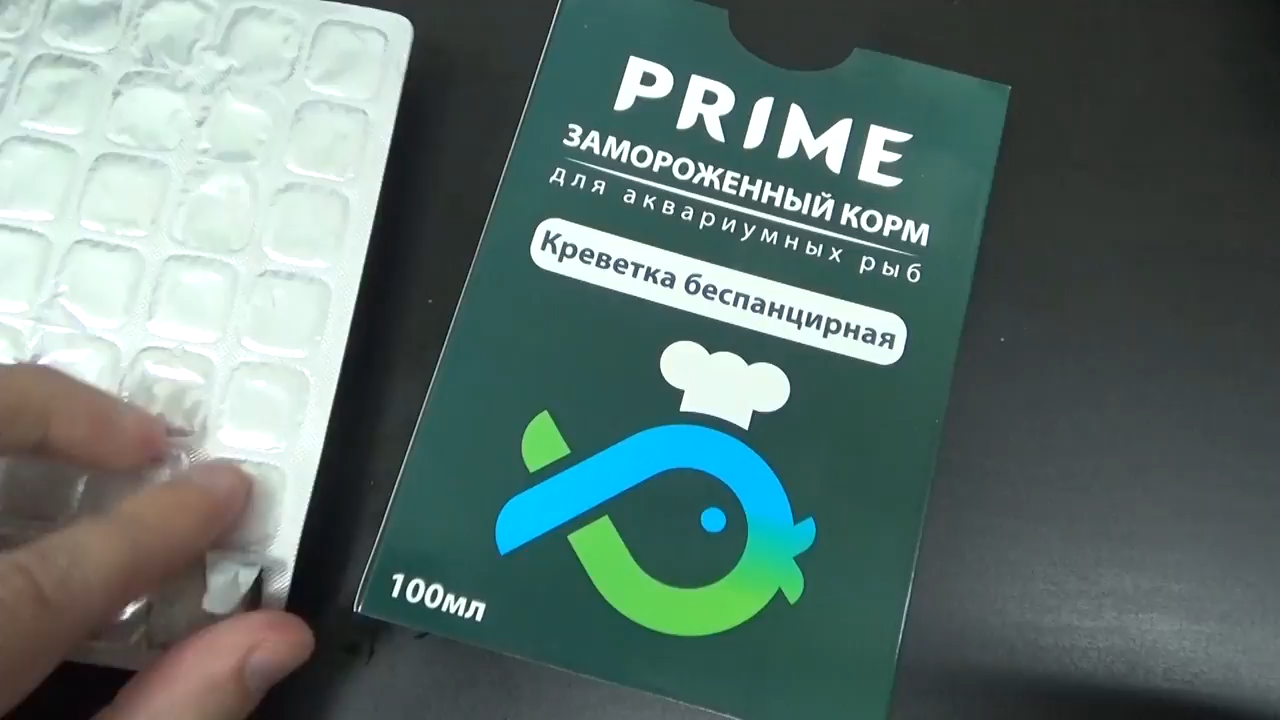 PRIME
ЗАМОРОЖЕННЫЙ КОРМ
для аквариумных рыб
Креветка беспанцирная
100мл